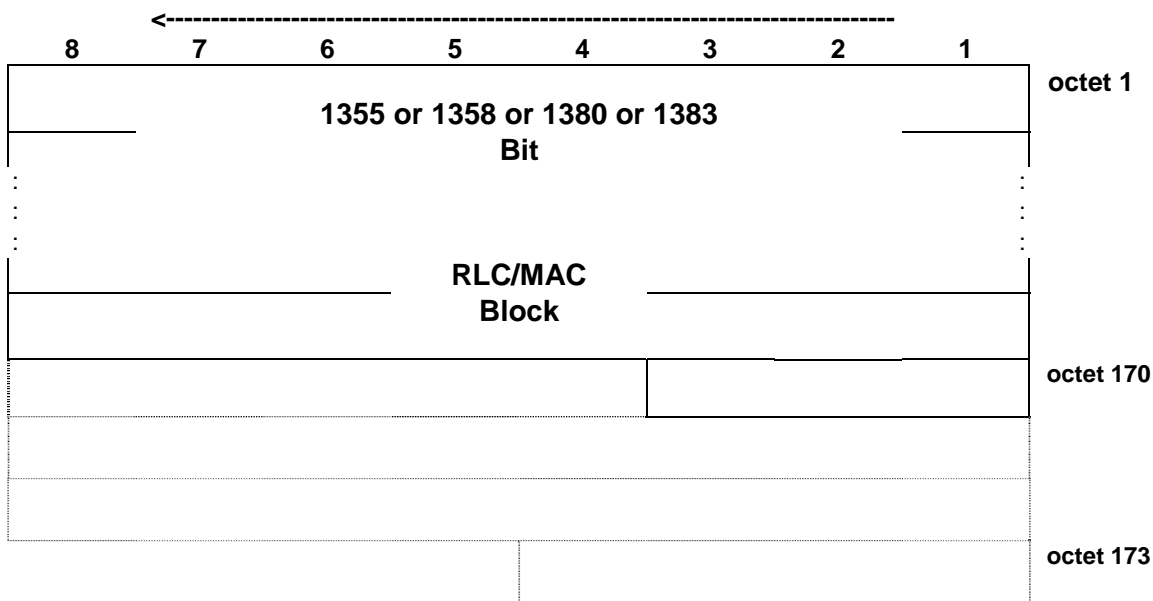 <---------------------------------------------------------------------------------
8 7 6 5 4 3 2 1
octet 1
1355 or 1358 or 1380 or 1383
Bit
: :
: :
: :
RLC/MAC
Block
octet 170
octet 173